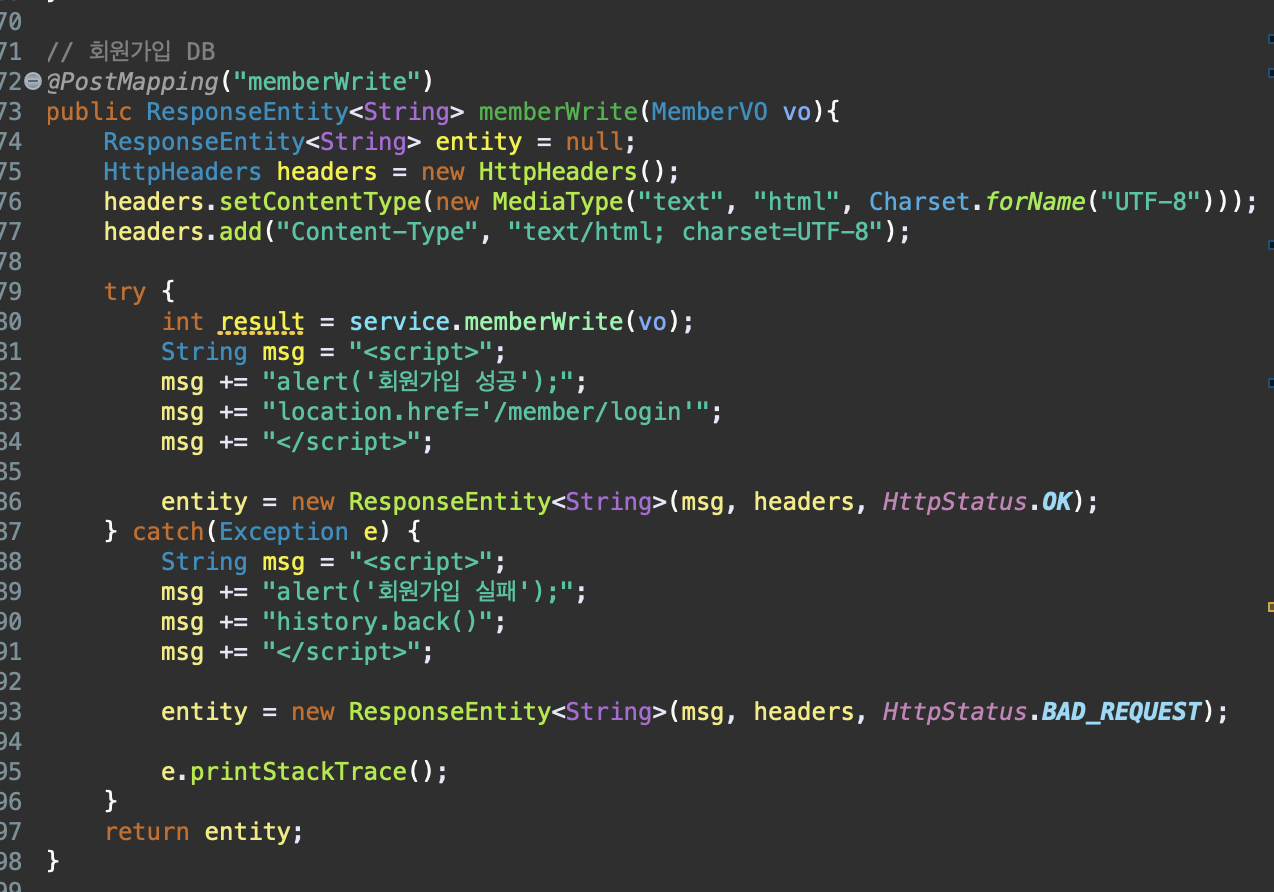 70
71 // 회원가입 DB
72 @PostMapping("memberWrite")
73 public ResponseEntity<String> memberWrite(MemberVO vo){
74 ResponseEntity<String> entity = null;
75 HttpHeaders headers = new HttpHeaders();
76 headers.setContentType(new MediaType("text", "html", Charset.forName("UTF-8")));
77 headers.add("Content-Type", "text/html; charset=UTF-8");
78
79 try {
80 int result = service.memberWrite(vo);
81 String msg = "<script>";
82 msg += "alert('회원가입 성공');";
83 msg += "location.href='/member/login'";
84 msg += "</script>";
85
86 entity = new ResponseEntity<String>(msg, headers, HttpStatus.OK);
87 } catch(Exception e) {
88 String msg = "<script>";
89 msg += "alert('회원가입 실패');";
90 msg += "history.back()";
91 msg += "</script>";
92
93 entity = new ResponseEntity<String>(msg, headers, HttpStatus.BAD_REQUEST);
94
95 e.printStackTrace();
96 }
97 return entity;
98 }
99